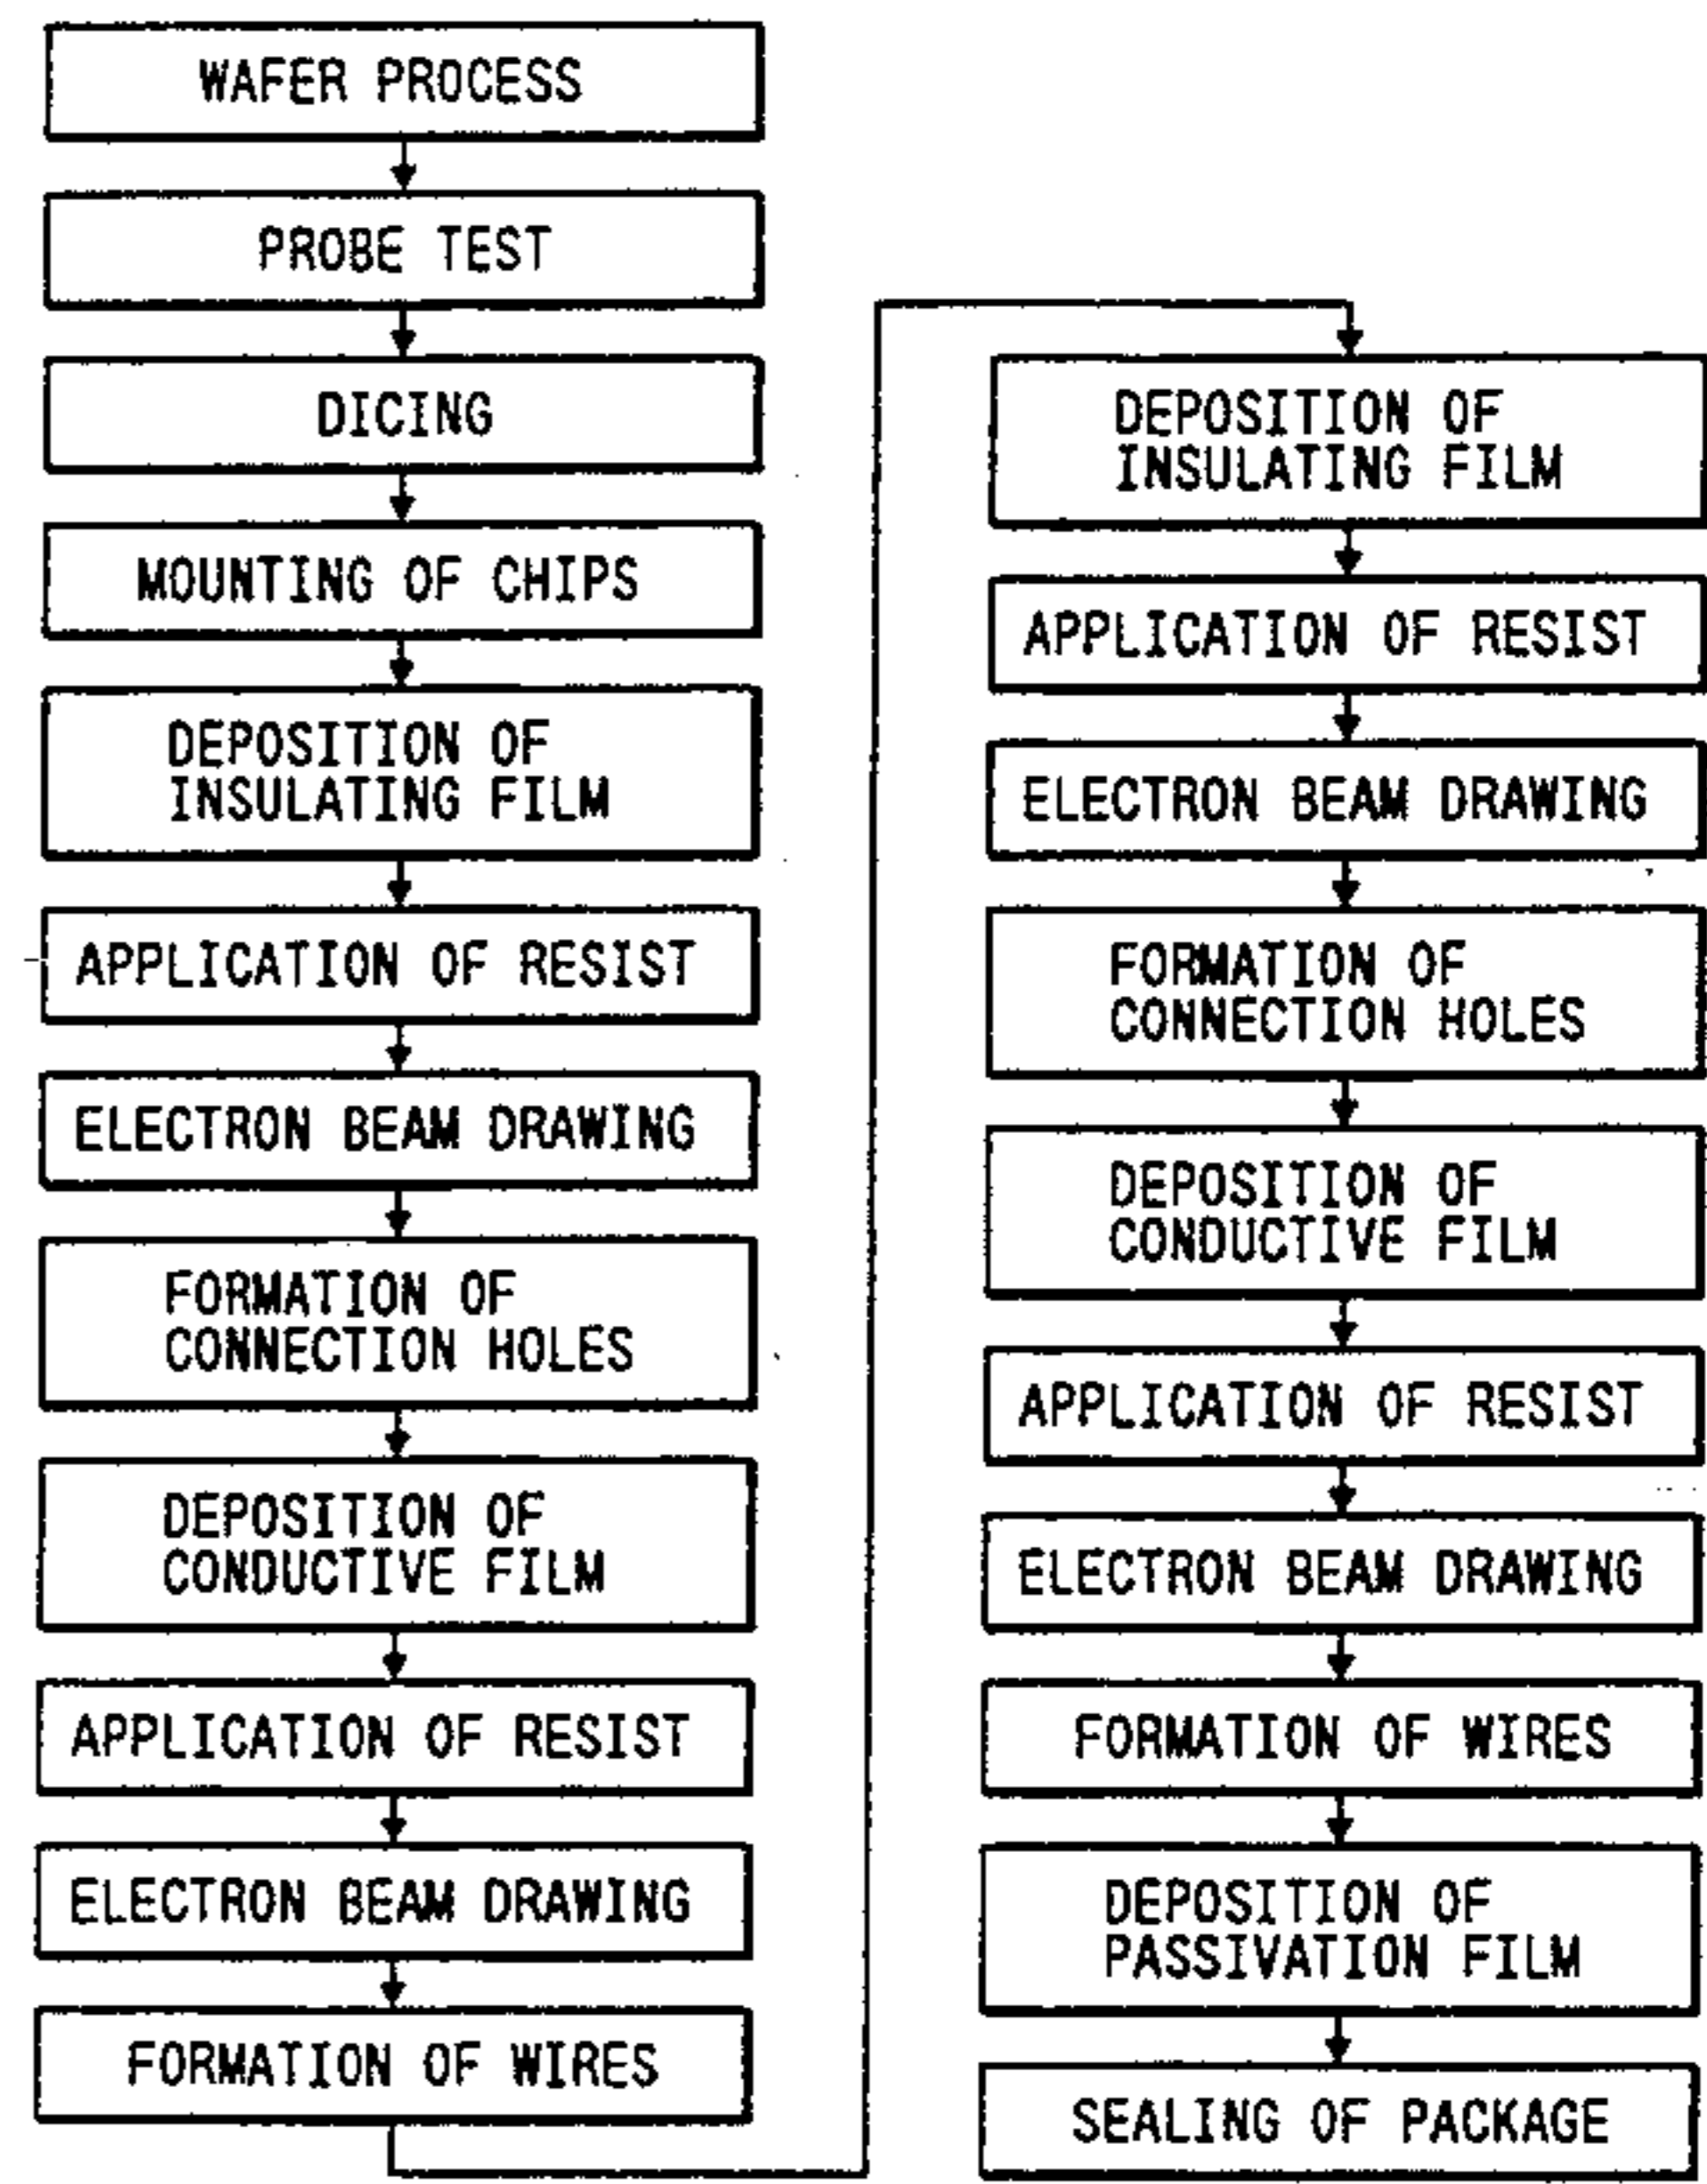 WAFER PROCESS
PROBE TEST
DICING
MOUNTING OF CHIPS
DEPOSITION OF
INSULATING FILM
APPLICATION OF RESIST
ELECTRON BEAM DRAWING
FORMATION OF
CONNECTION HOLES
DEPOSITION OF
CONDUCTIVE FILM
APPLICATION OF RESIST
ELECTRON BEAM DRAWING
FORMATION OF WIRES
DEPOSITION OF
INSULATING FILM
APPLICATION OF RESIST
ELECTRON BEAM DRAWING
FORMATION OF
CONNECTION HOLES
DEPOSITION OF
CONDUCTIVE FILM
APPLICATION OF RESIST
ELECTRON BEAM DRAWING
FORMATION OF WIRES
DEPOSITION OF
PASSIVATION FILM
SEALING OF PACKAGE